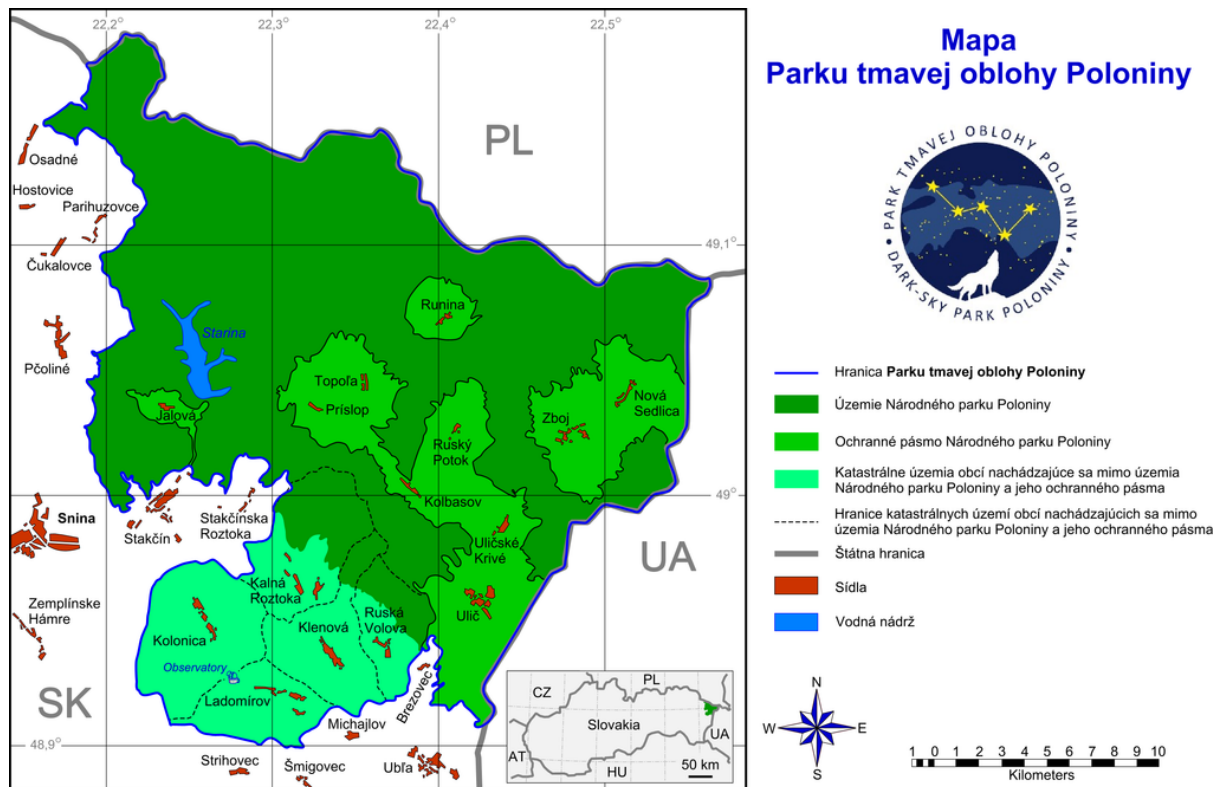 22,2°
22,3°
22,4°
22,5°
Mapa
Parku tmavej oblohy Poloniny
PL
Osadné
Hostovice
Parihuzovce
Čukalovce
49,1°
PARK TMAVEJ OBLOHY POLONINY
DARK-SKY PARK POLONINY
Runina
Starina
Pčoliné
Topoľa
Príslop
Jalová
Nová
Sedlica
Zboj
Ruský
Potok
Kolbasov
49°
Snina
Stakčín
Stakčínska
Roztoka
Uličské
Krivé
UA
Zemplínske
Hámre
Kalná
Roztoka
Ruská
Volova
Ulič
Kolonica
Klenová
Observatory
Ladomírov
SK
Brezovec
Michajlov
48,9°
Strihovec
Šmigovec
Ubľa
CZ
PL
Slovakia
AT
UA
HU
50 km
Hranica Parku tmavej oblohy Poloniny
Územie Národného parku Poloniny
Ochranné pásmo Národného parku Poloniny
Katastrálne územia obcí nachádzajúce sa mimo územia
Národného parku Poloniny a jeho ochranného pásma
Hranice katastrálnych území obcí nachádzajúcich sa mimo
územia Národného parku Poloniny a jeho ochranného pásma
Štátna hranica
Sídla
Vodná nádrž
N
W
E
S
1 0 1 2 3 4 5 6 7 8 9 10
Kilometers